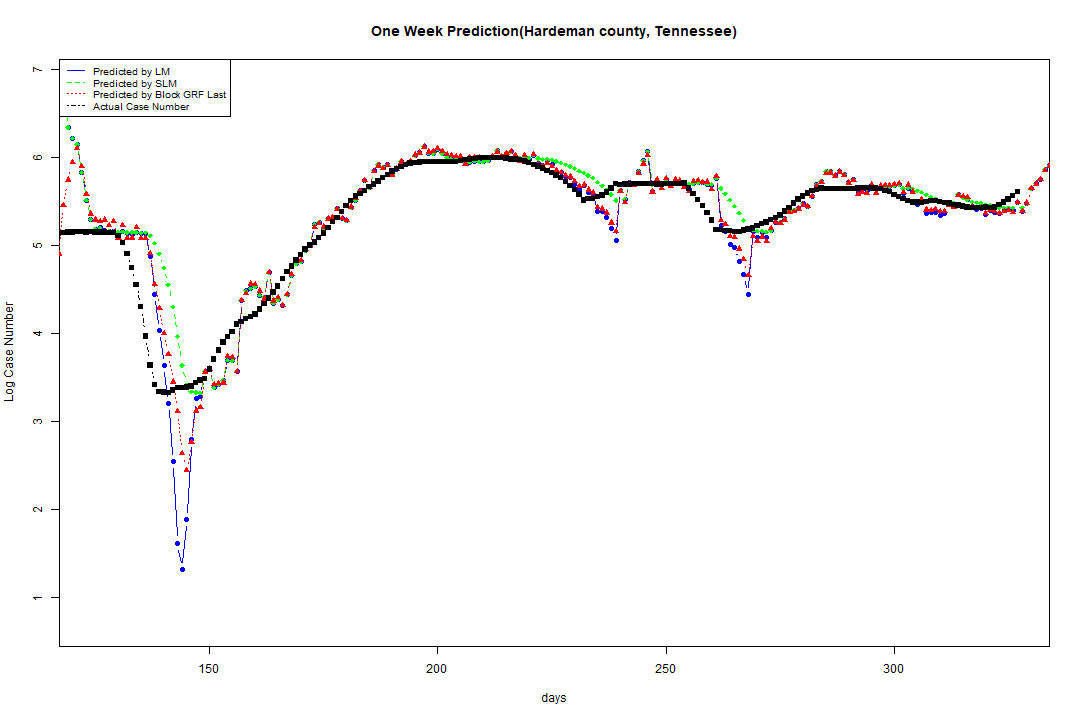 One Week Prediction(Hardeman county, Tennessee)
Predicted by LM
Predicted by SLM
Predicted by Block GRF Last
Actual Case Number
7
6
5
4
3
2
1
Log Case Number
150 200 250 300
days